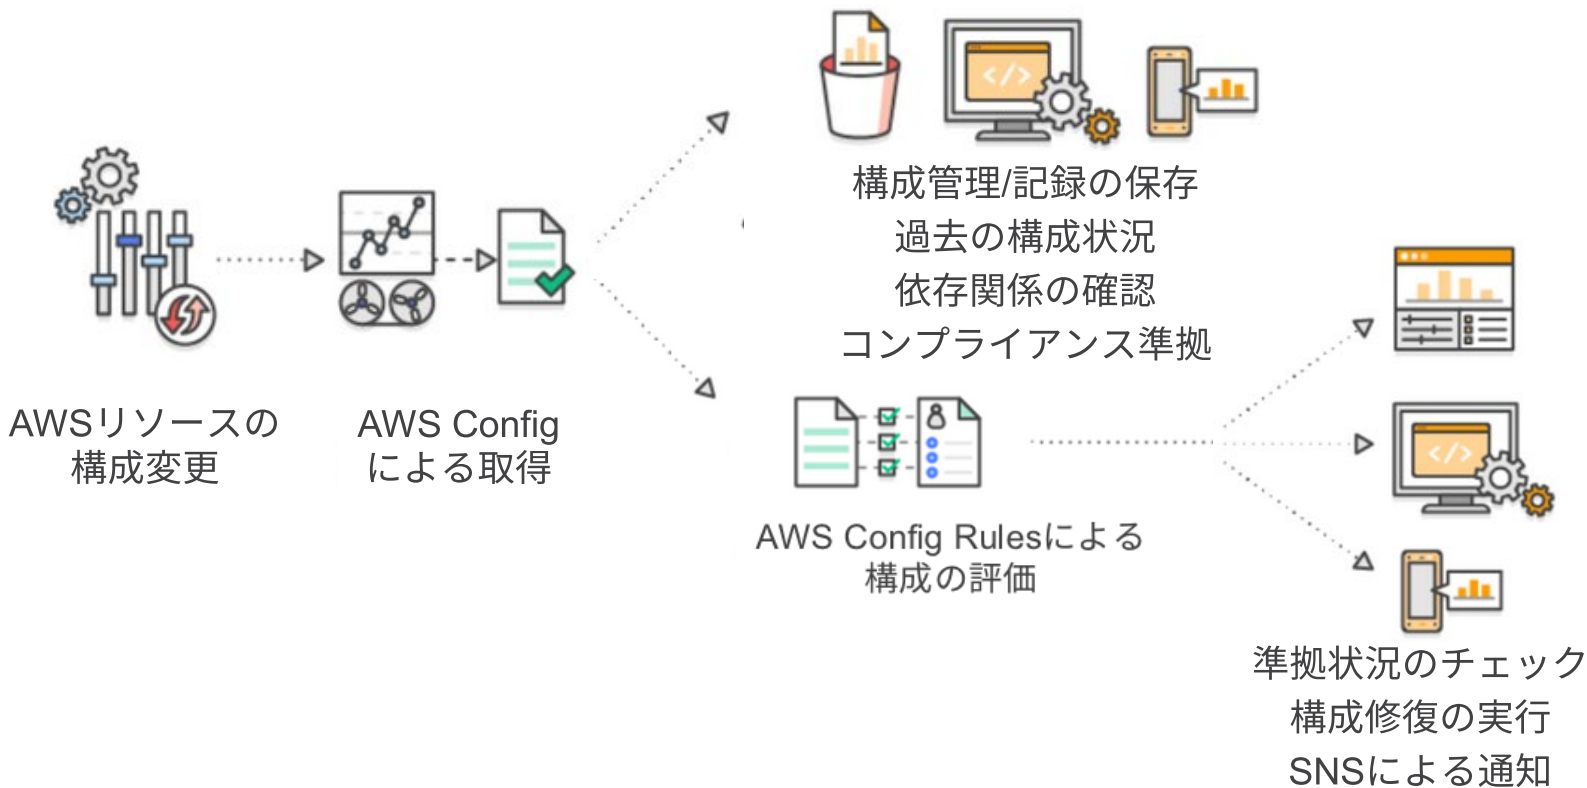 構成管理/記録の保存
過去の構成状況
依存関係の確認
コンプライアンス準拠
AWSリソースの
構成変更
AWS Config
による取得
AWS Config Rulesによる
構成の評価
準拠状況のチェック
構成修復の実行
SNSによる通知